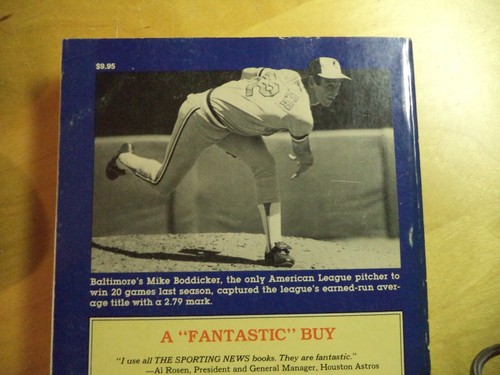 $9.95
Baltimore's Mike Boddicker, the only American League pitcher to
win 20 games last season, captured the league's earned-run aver-
age title with a 2.79 mark.
A "FANTASTIC" BUY
"I use all THE SPORTING NEWS books. They are fantastic."
—Al Rosen, President and General Manager, Houston Astros